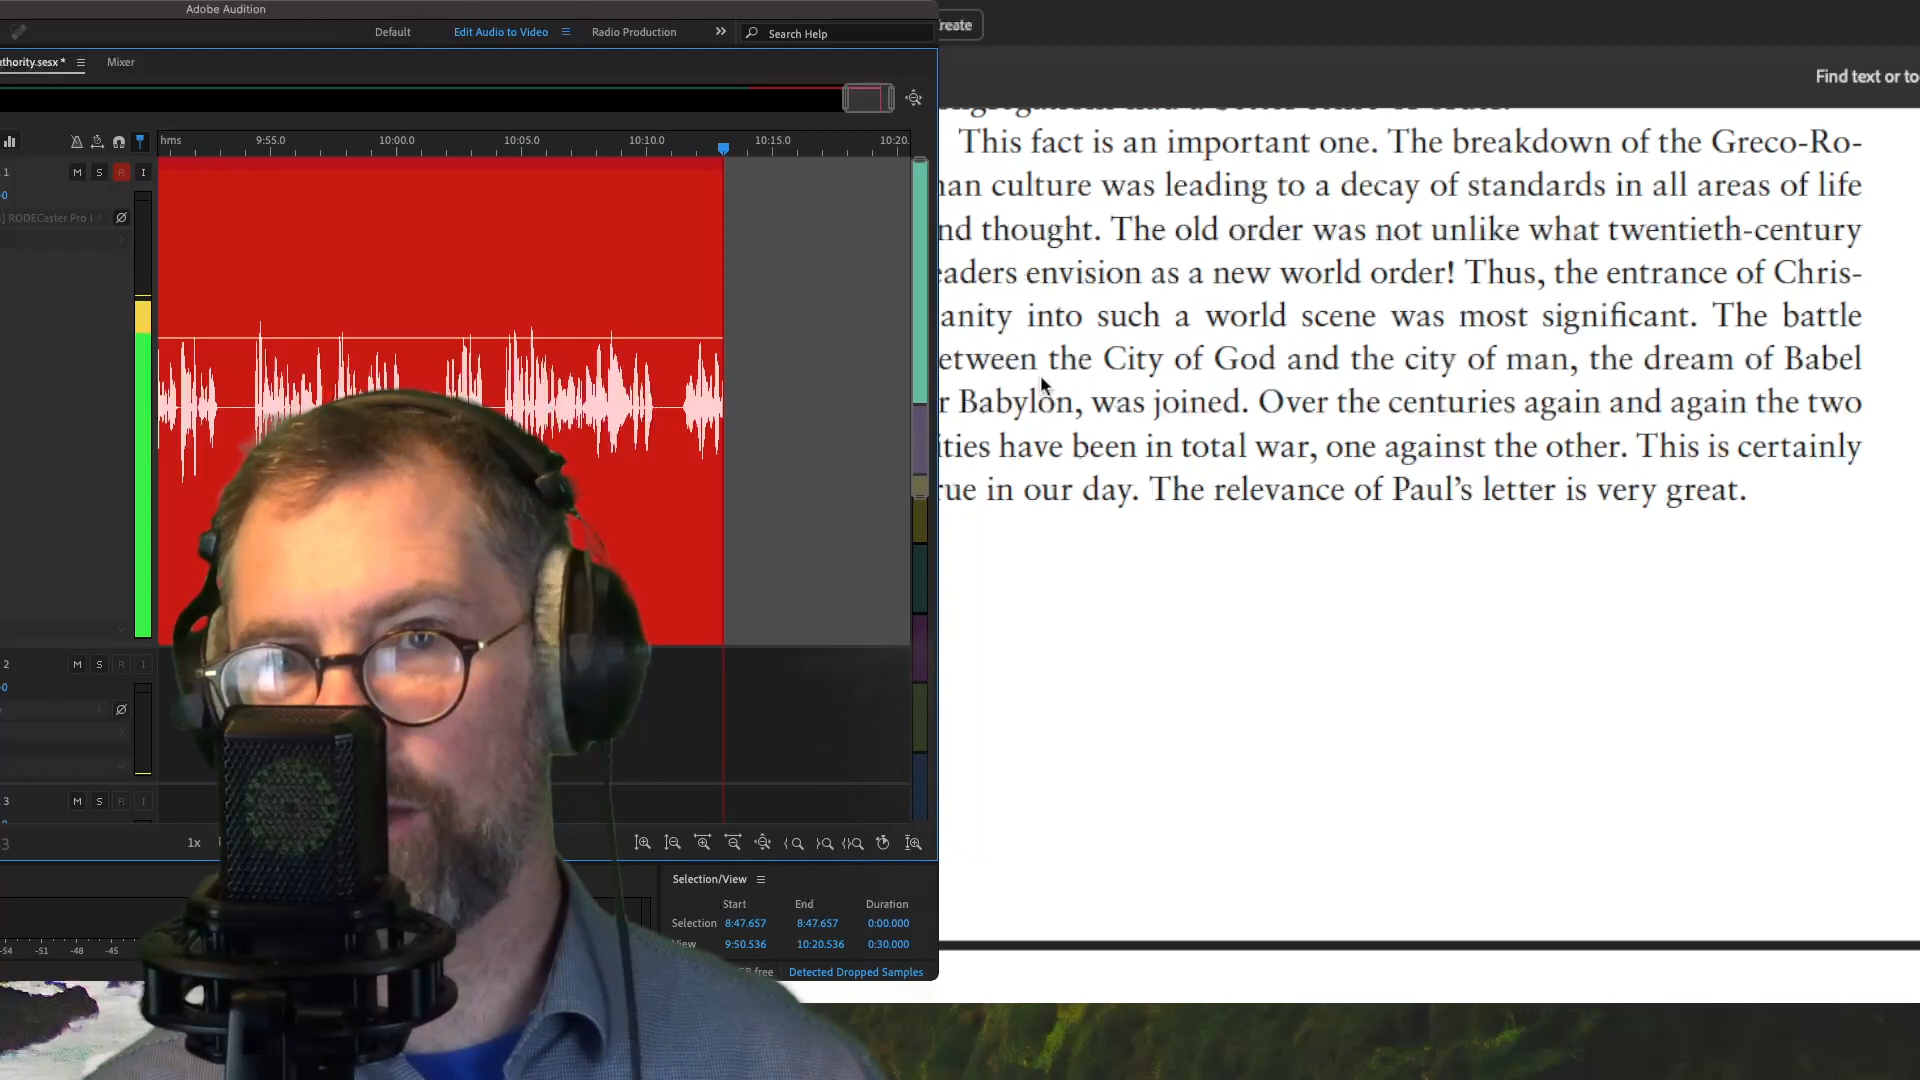 Adobe Audition
Default
Edit Audio to Video
Radio Production
Search Help
reate
thority.sesx *
Mixer
Find text or to
hms
9:55.0
10:00.0
10:05.0
10:10.0
10:15.0
10:20.
1
M
S
R
I
RODECaster Pro I
2
M
S
R
I
3
M
S
R
I
1x
Selection/View
Start
End
Duration
Selection
8:47.657
8:47.657
0:00.000
View
9:50.536
10:20.536
0:30.000
free
Detected Dropped Samples
-54
-51
-48
-45
This fact is an important one. The breakdown of the Greco-Ro-
an culture was leading to a decay of standards in all areas of life
nd thought. The old order was not unlike what twentieth-century
eaders envision as a new world order! Thus, the entrance of Chris-
anity into such a world scene was most significant. The battle
etween the City of God and the city of man, the dream of Babel
r Babylon, was joined. Over the centuries again and again the two
ities have been in total war, one against the other. This is certainly
rue in our day. The relevance of Paul's letter is very great.